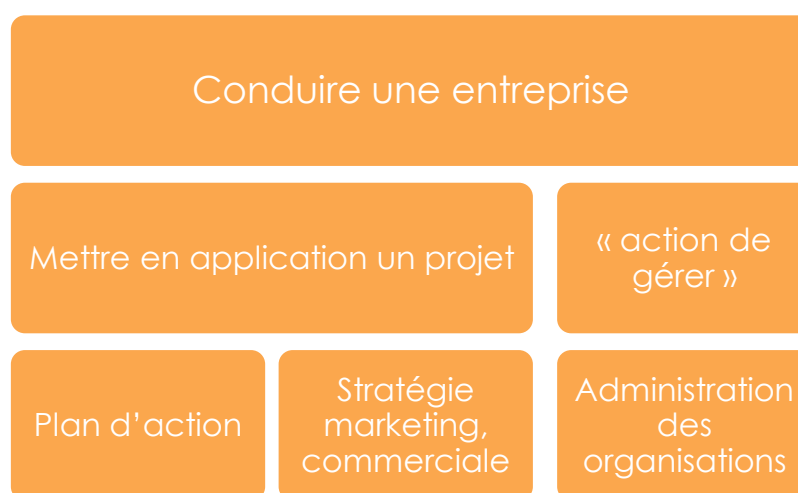 Conduire une entreprise
Mettre en application un projet
« action de
gérer »
Plan d’action
Stratégie
marketing,
commerciale
Administration
des
organisations